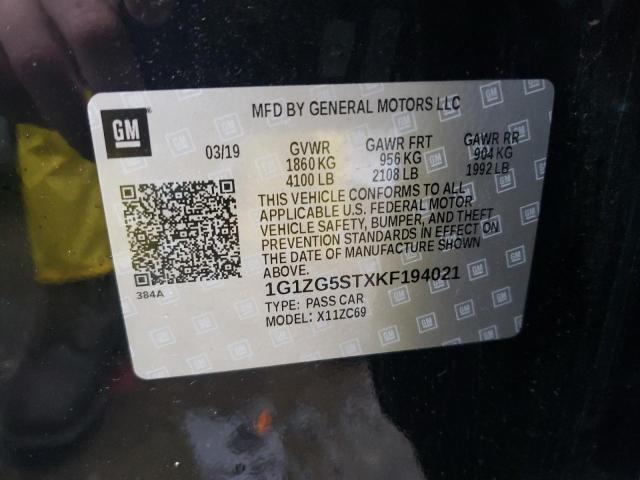 GM
MFD BY GENERAL MOTORS LLC
03/19 GVWR GAWR FRT GAWR RR
1860 KG 956 KG 904 KG
4100 LB 2108 LB 1992 LB
THIS VEHICLE CONFORMS TO ALL
APPLICABLE U.S. FEDERAL MOTOR
VEHICLE SAFETY, BUMPER, AND THEFT
PREVENTION STANDARDS IN EFFECT ON
THE DATE OF MANUFACTURE SHOWN
ABOVE.
384A
1G1ZG5STXKF194021
TYPE: PASS CAR
MODEL: X11ZC69